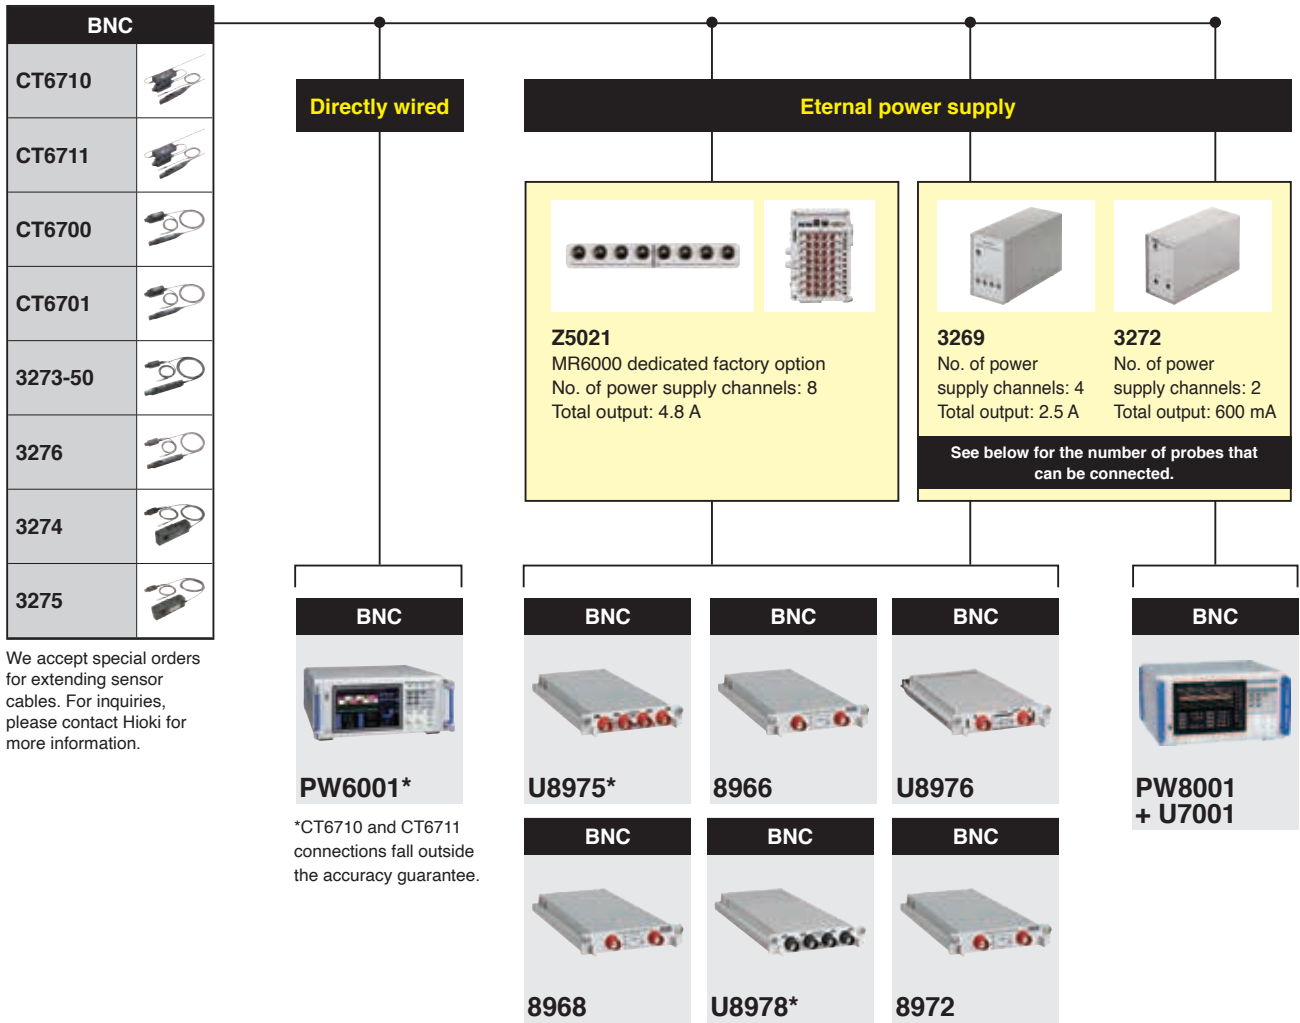 BNC
CT6710
CT6711
CT6700
CT6701
3273-50
3276
3274
3275
We accept special orders
for extending sensor
cables. For inquiries,
please contact Hioki for
more information.
Directly wired
Eternal power supply
Z5021
MR6000 dedicated factory option
No. of power supply channels: 8
Total output: 4.8 A
3269
No. of power
supply channels: 4
Total output: 2.5 A
3272
No. of power
supply channels: 2
Total output: 600 mA
See below for the number of probes that
can be connected.
BNC
PW6001*
*CT6710 and CT6711
connections fall outside
the accuracy guarantee.
BNC
U8975*
BNC
8966
BNC
U8976
BNC
8968
BNC
U8978*
BNC
8972
BNC
PW8001
+ U7001